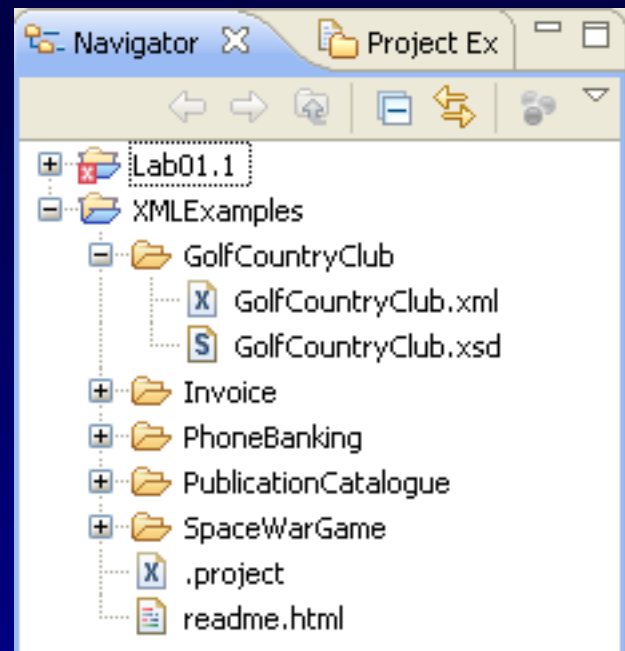 Navigator Project Ex
Lab01.1
XMLExamples
GolfCountryClub
GolfCountryClub.xml
GolfCountryClub.xsd
Invoice
PhoneBanking
PublicationCatalogue
SpaceWarGame
.project
readme.html